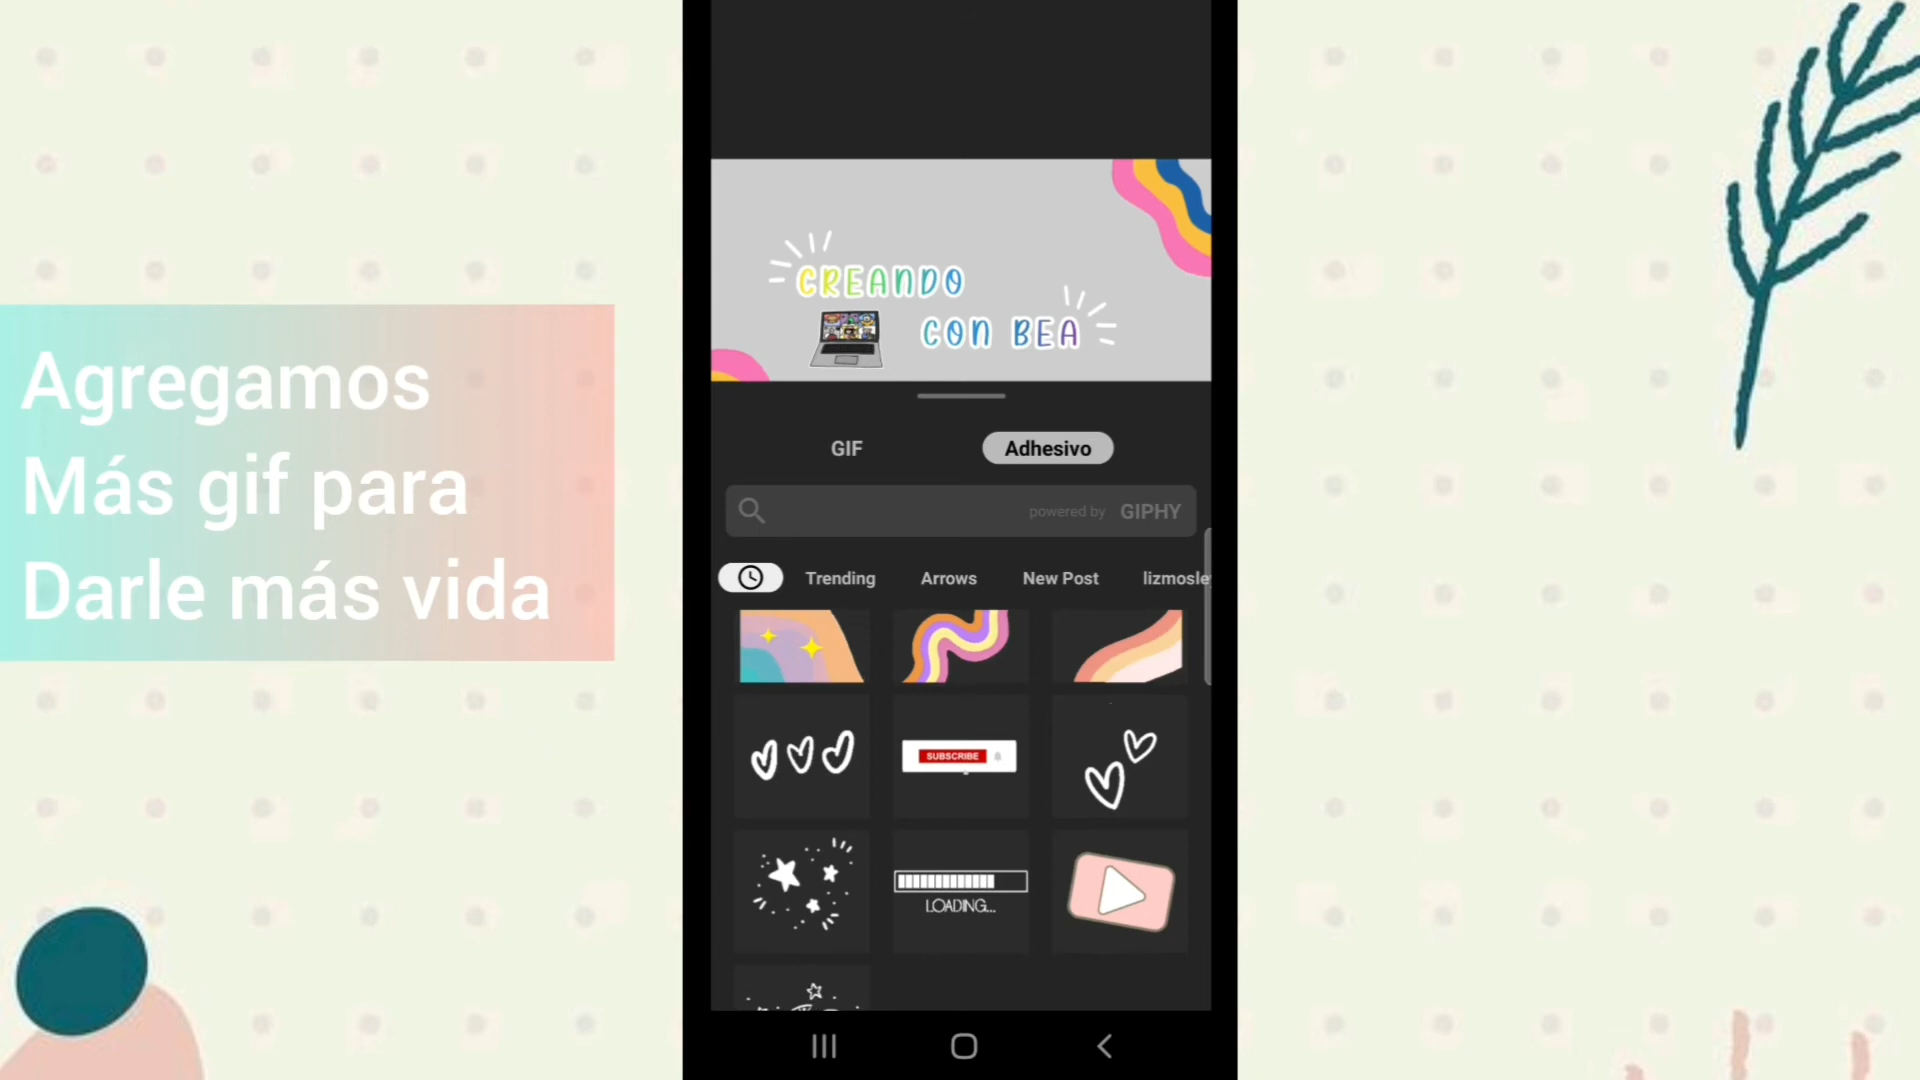 Agregamos
Más gif para
Darle más vida
CREANDO
CON BEA
GIF
Adhesivo
powered by GIPHY
Trending
Arrows
New Post
lizmosle
SUBSCRIBE
LOADING...